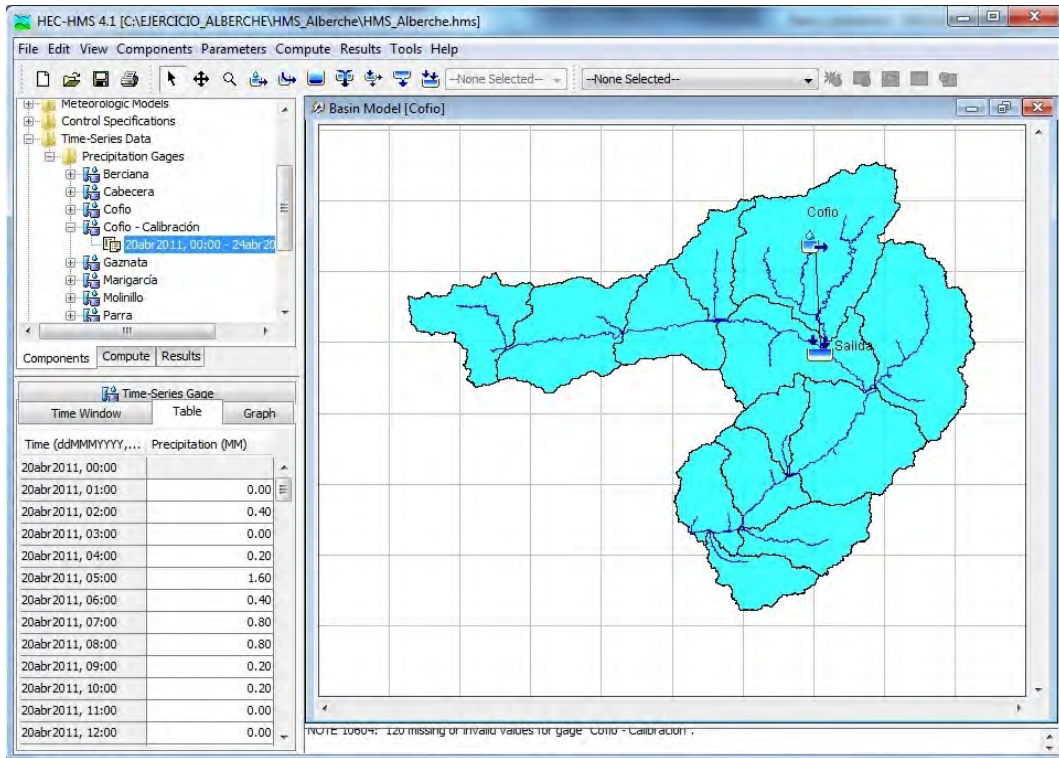 HEC-HMS 4.1 [C:\EJERCICIO_ALBERCHE\HMS_Alberche\HMS_Alberche.hms]
File Edit View Components Parameters Compute Results Tools Help
--None Selected-- --None Selected--
Meteorologic Models
Control Specifications
Time-Series Data
Precipitation Gages
Berciana
Cabecera
Cofio
Cofio - Calibración
20abr2011, 00:00 - 24abr20
Gaznata
Marigarcía
Molinillo
Parra
Components Compute Results
Time-Series Gage
Time Window Table Graph
Time (ddMMMYYYY,... Precipitation (MM)
20abr2011, 00:00
20abr2011, 01:00 0.00
20abr2011, 02:00 0.40
20abr2011, 03:00 0.00
20abr2011, 04:00 0.20
20abr2011, 05:00 1.60
20abr2011, 06:00 0.40
20abr2011, 07:00 0.80
20abr2011, 08:00 0.80
20abr2011, 09:00 0.20
20abr2011, 10:00 0.20
20abr2011, 11:00 0.00
20abr2011, 12:00 0.00
Basin Model [Cofio]
Cofio
Salida
NOTE 10604: 120 missing or invalid values for gage "Cofio - Calibración".